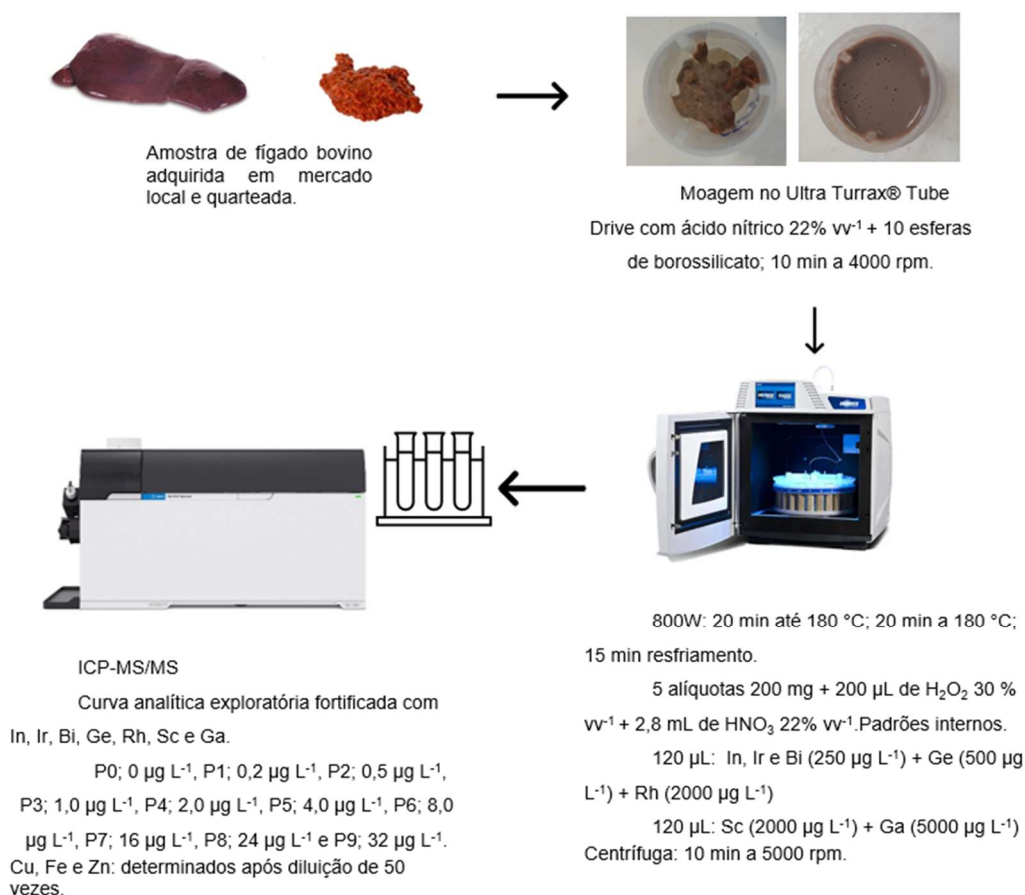 Amostra de fígado bovino
adquirida em mercado
local e quarteada.
Moagem no Ultra Turrax® Tube
Drive com ácido nítrico 22% vv⁻¹ + 10 esferas
de borossilicato; 10 min a 4000 rpm.
800W: 20 min até 180 °C; 20 min a 180 °C;
15 min resfriamento.
5 alíquotas 200 mg + 200 µL de H₂O₂ 30 %
vv⁻¹ + 2,8 mL de HNO₃ 22% vv⁻¹.Padrões internos.
120 µL: In, Ir e Bi (250 µg L⁻¹) + Ge (500 µg
L⁻¹) + Rh (2000 µg L⁻¹)
120 µL: Sc (2000 µg L⁻¹) + Ga (5000 µg L⁻¹)
Centrífuga: 10 min a 5000 rpm.
ICP-MS/MS
Curva analítica exploratória fortificada com
In, Ir, Bi, Ge, Rh, Sc e Ga.
P0; 0 µg L⁻¹, P1; 0,2 µg L⁻¹, P2; 0,5 µg L⁻¹,
P3; 1,0 µg L⁻¹, P4; 2,0 µg L⁻¹, P5; 4,0 µg L⁻¹, P6; 8,0
µg L⁻¹, P7; 16 µg L⁻¹, P8; 24 µg L⁻¹ e P9; 32 µg L⁻¹.
Cu, Fe e Zn: determinados após diluição de 50
vezes.